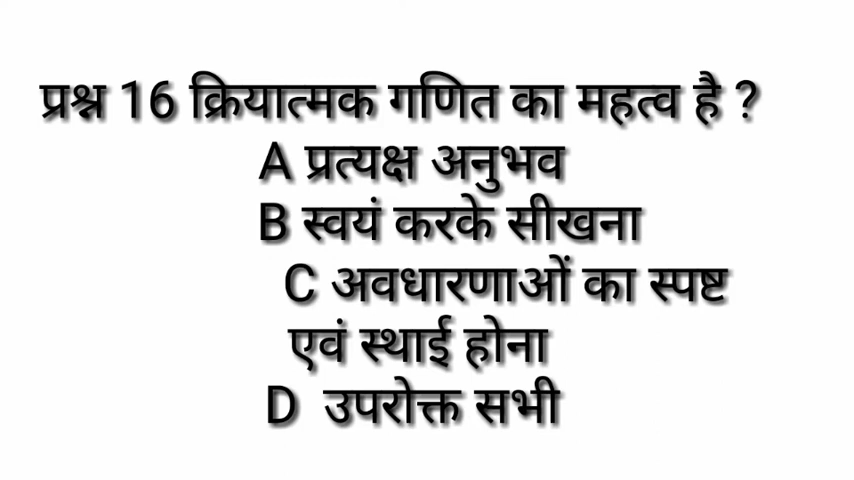 प्रश्न 16 क्रियात्मक गणित का महत्व है ?
A प्रत्यक्ष अनुभव
B स्वयं करके सीखना
C अवधारणाओं का स्पष्ट
एवं स्थाई होना
D उपरोक्त सभी